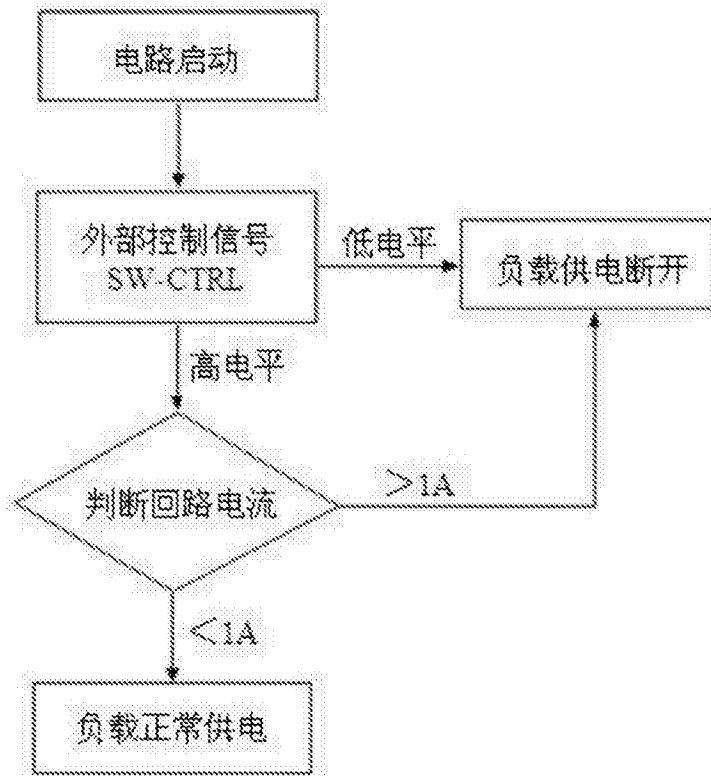 电路启动
外部控制信号
SW-CTRL
低电平
负载供电断开
高电平
判断回路电流
＞1A
＜1A
负载正常供电